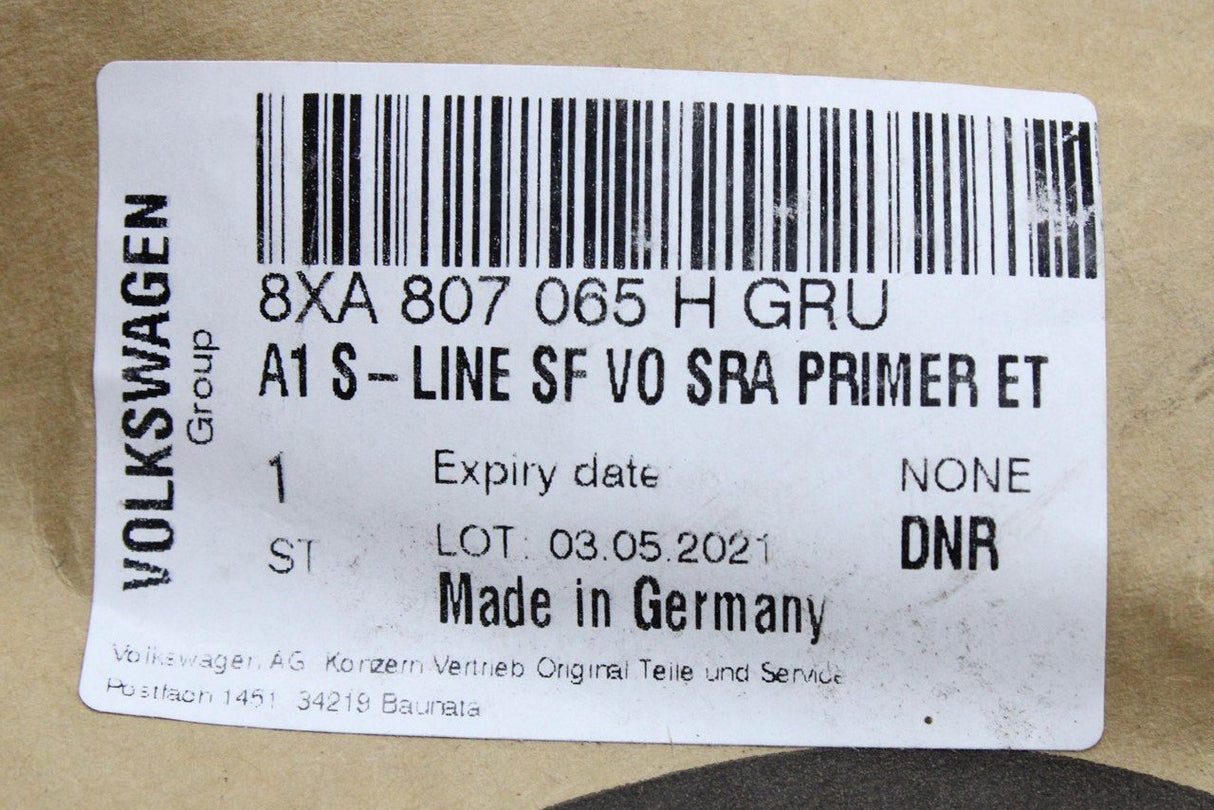 VOLKSWAGEN
Group
8XA 807 065 H GRU
A1 S-LINE SF VO SRA PRIMER ET
1 Expiry date NONE
ST LOT: 03.05.2021 DNR
Made in Germany
Volkswagen AG Konzern Vertrieb Original Teile und Service
Postfach 1451 34219 Baunata